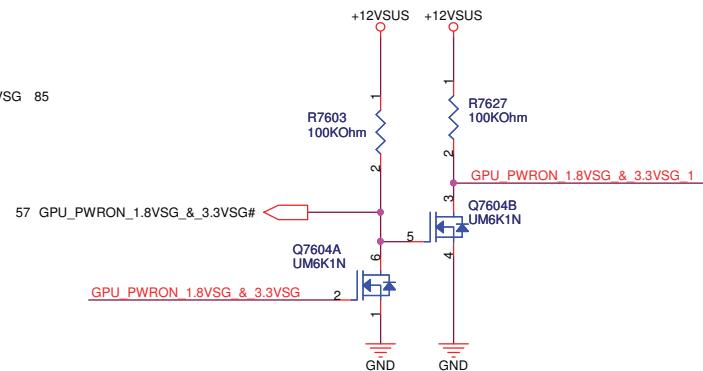 +12VSUS +12VSUS
VSG 85
1
1
R7603
100KOhm
R7627
100KOhm
2
2
GPU_PWRON_1.8VSG_&_3.3VSG_1
57 GPU_PWRON_1.8VSG_&_3.3VSG#
3
Q7604B
UM6K1N
5
4
Q7604A
UM6K1N
6
GPU_PWRON_1.8VSG_&_3.3VSG
2
1
GND GND